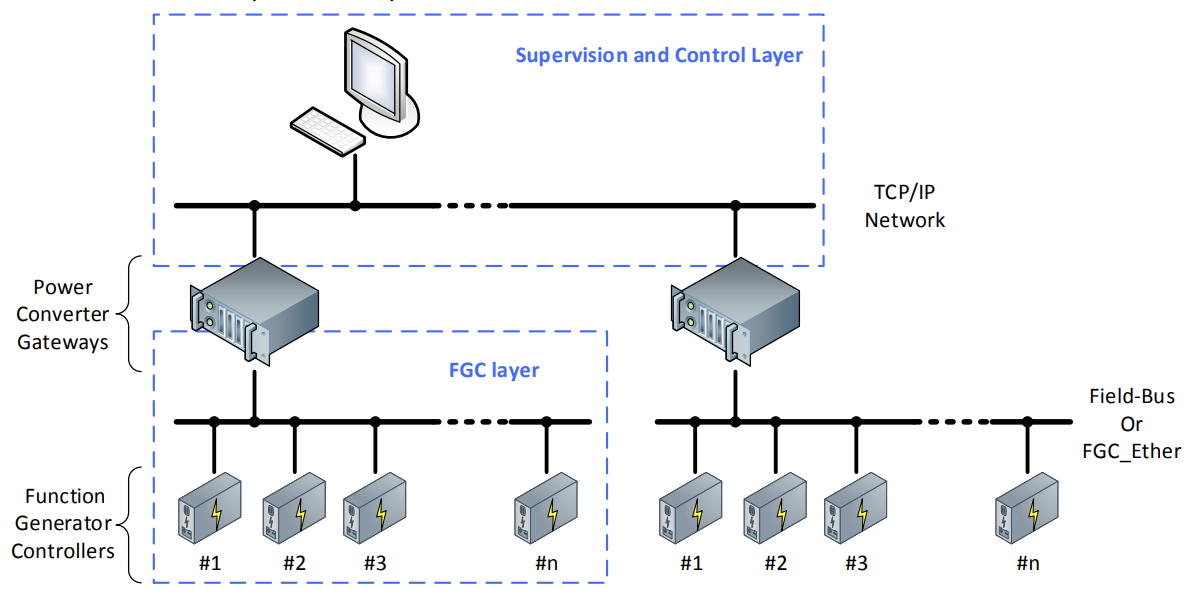 Supervision and Control Layer
TCP/IP
Network
Power
Converter
Gateways
FGC layer
Field-Bus
Or
FGC_Ether
Function
Generator
Controllers
#1 #2 #3 #n #1 #2 #3 #n